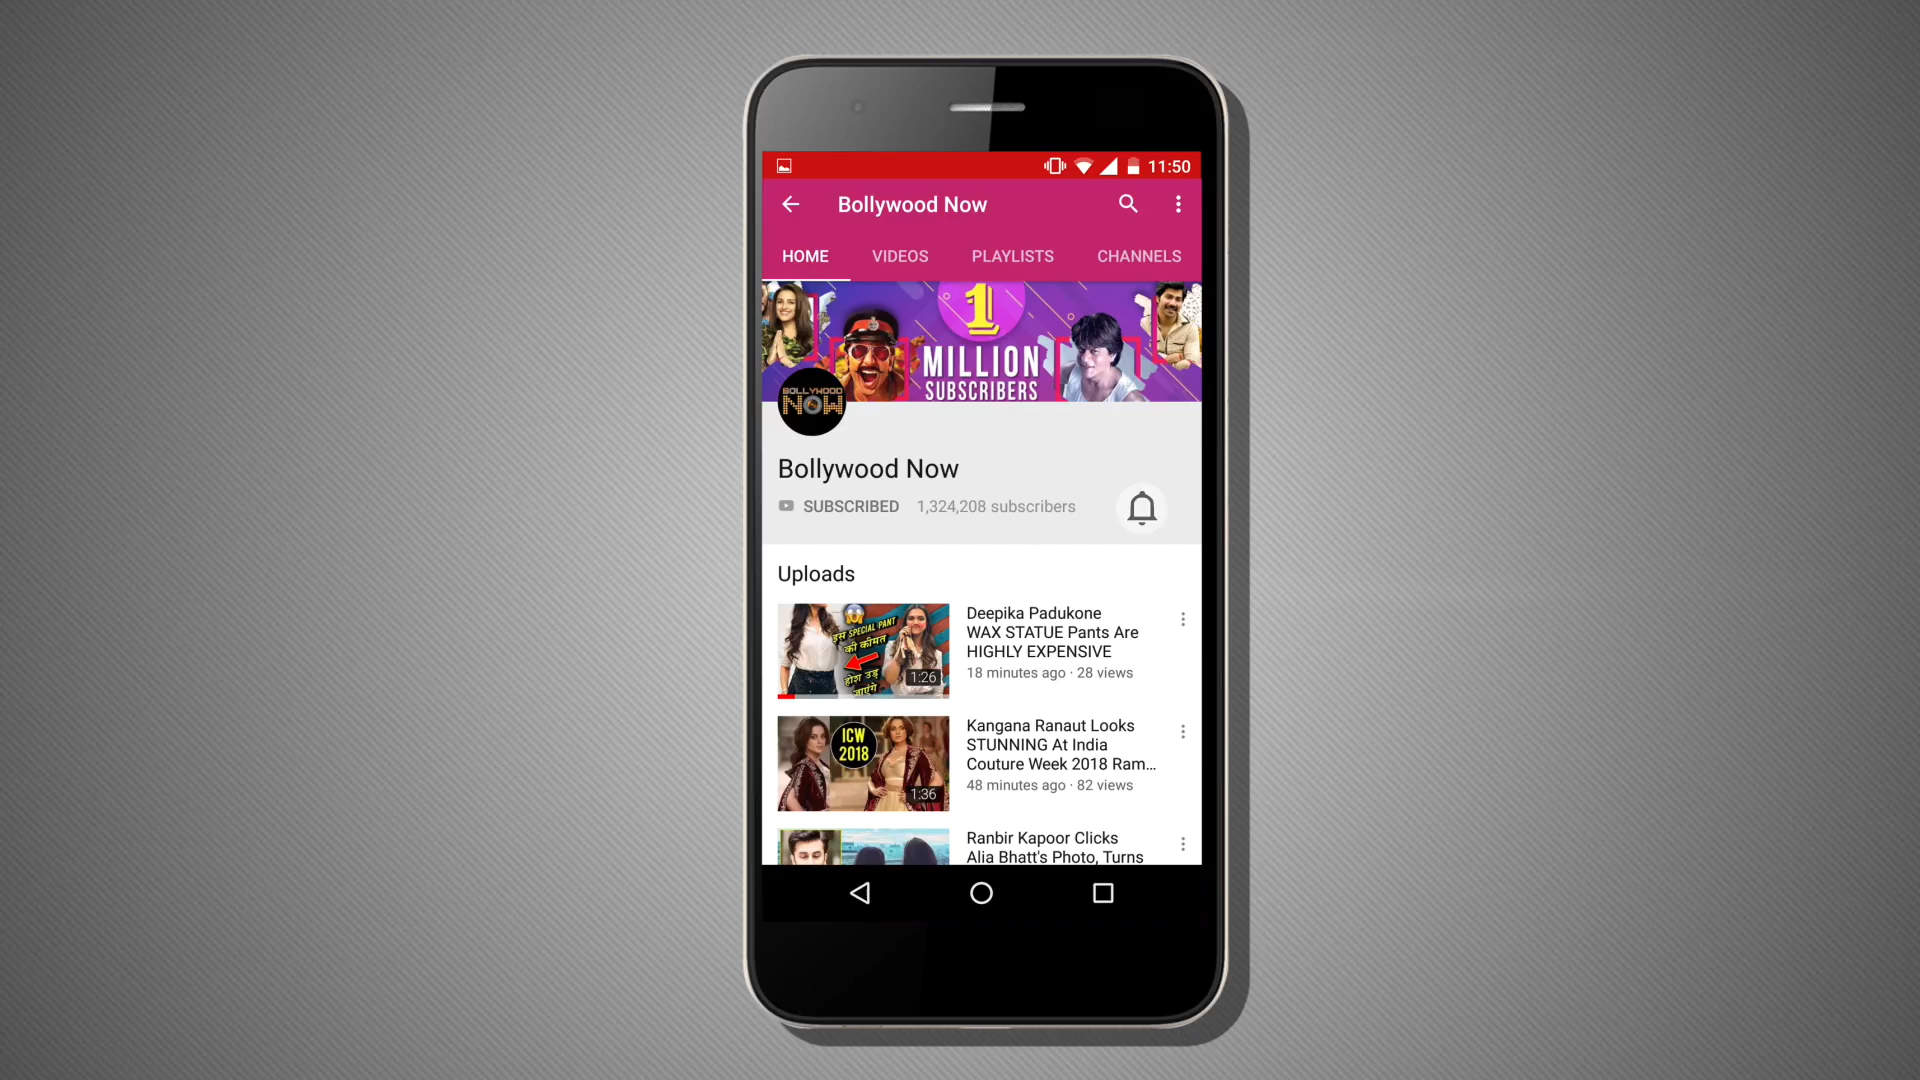 11:50
Bollywood Now
HOME VIDEOS PLAYLISTS CHANNELS
1
MILLION
SUBSCRIBERS
BOLLYWOOD
NOW
Bollywood Now
SUBSCRIBED 1,324,208 subscribers
Uploads
इस SPECIAL PANT
की कीमत
होश उड़
जाएंगे
1:26
Deepika Padukone
WAX STATUE Pants Are
HIGHLY EXPENSIVE
18 minutes ago · 28 views
ICW
2018
1:36
Kangana Ranaut Looks
STUNNING At India
Couture Week 2018 Ram...
48 minutes ago · 82 views
Ranbir Kapoor Clicks
Alia Bhatt's Photo, Turns